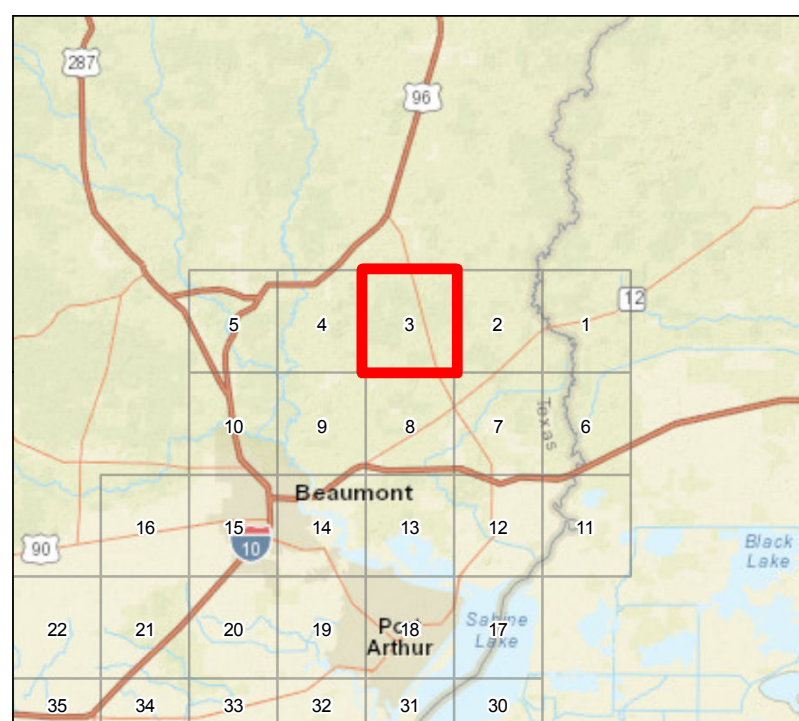 287
96
12
5 4 3 2 1
10 9 8 7 6
Texas
Beaumont
16 15 14 13 12 11
90
10
Black
Lake
22 21 20 19 18 17
Port
Arthur
Sabine
Lake
35 34 33 32 31 30